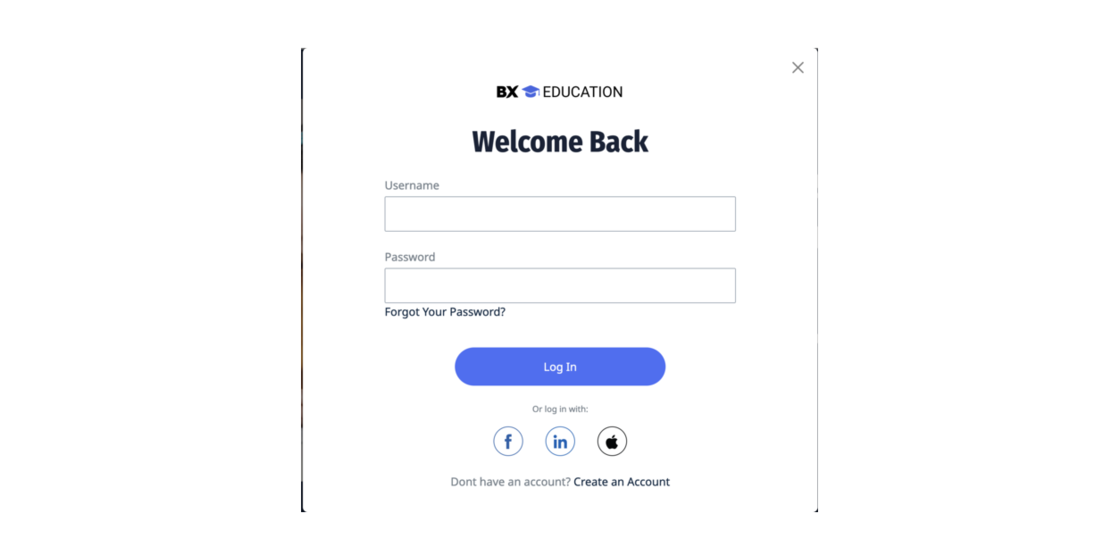 BX EDUCATION
Welcome Back
Username
Password
Forgot Your Password?
Log In
Or log in with:
f in
Dont have an account? Create an Account